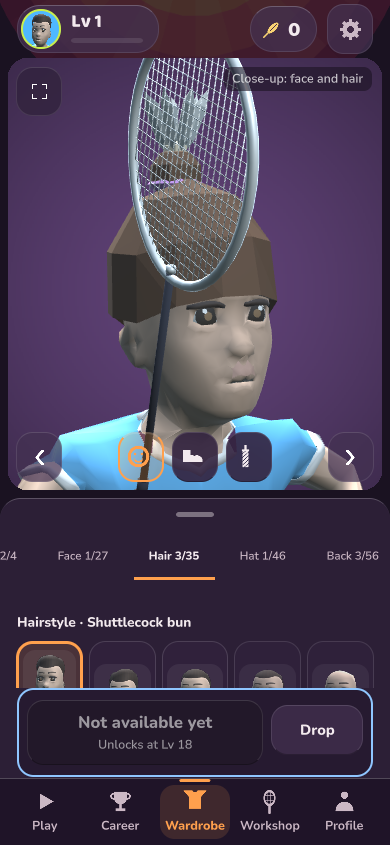 Lv 1
0
Close-up: face and hair
2/4
Face 1/27
Hair 3/35
Hat 1/46
Back 3/56
Hairstyle · Shuttlecock bun
Not available yet
Unlocks at Lv 18
Drop
Play
Career
Wardrobe
Workshop
Profile